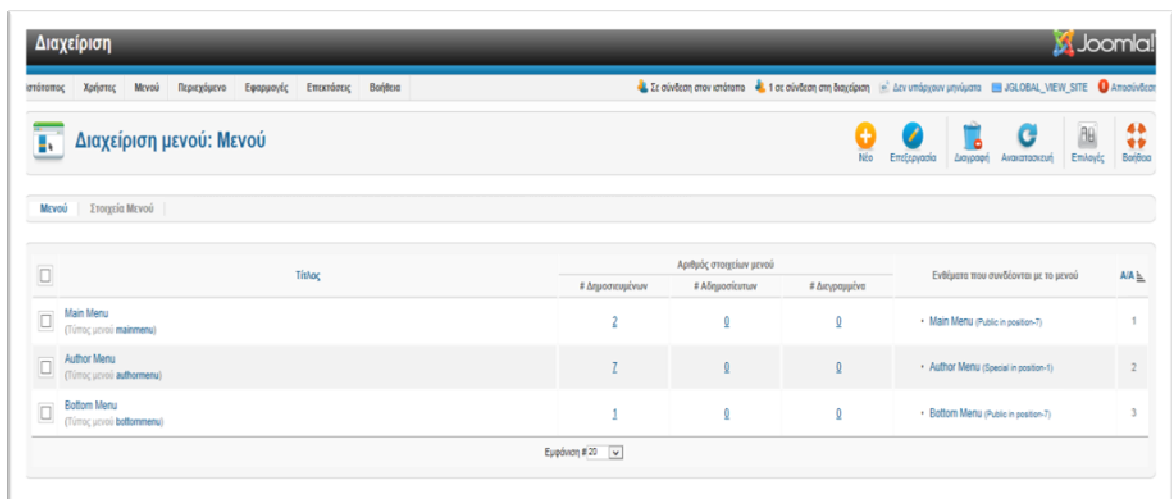 Διαχείριση
Joomla!
ιστότοπος Χρήστες Μενού Περιεχόμενο Εφαρμογές Επεκτάσεις Βοήθεια Σε σύνδεση στον ιστότοπο 1 σε σύνδεση στη διαχείριση Δεν υπάρχουν μηνύματα JGLOBAL_VIEW_SITE Αποσύνδεση
Διαχείριση μενού: Μενού
Νέο Επεξεργασία Διαγραφή Ανακατασκευή Επιλογές Βοήθεια
Μενού Στοιχεία Μενού
Τίτλος Αριθμός στοιχείων μενού Ενθέματα που συνδέονται με το μενού Α/Α
# Δημοσιευμένων # Αδημοσίευτων # Διεγραμμένα
Main Menu
(Τύπος μενού mainmenu)
2 0 0 Main Menu (Public in position-7) 1
Author Menu
(Τύπος μενού authormenu)
7 0 0 Author Menu (Special in position-1) 2
Bottom Menu
(Τύπος μενού bottommenu)
1 0 0 Bottom Menu (Public in position-7) 3
Εμφάνιση # 20